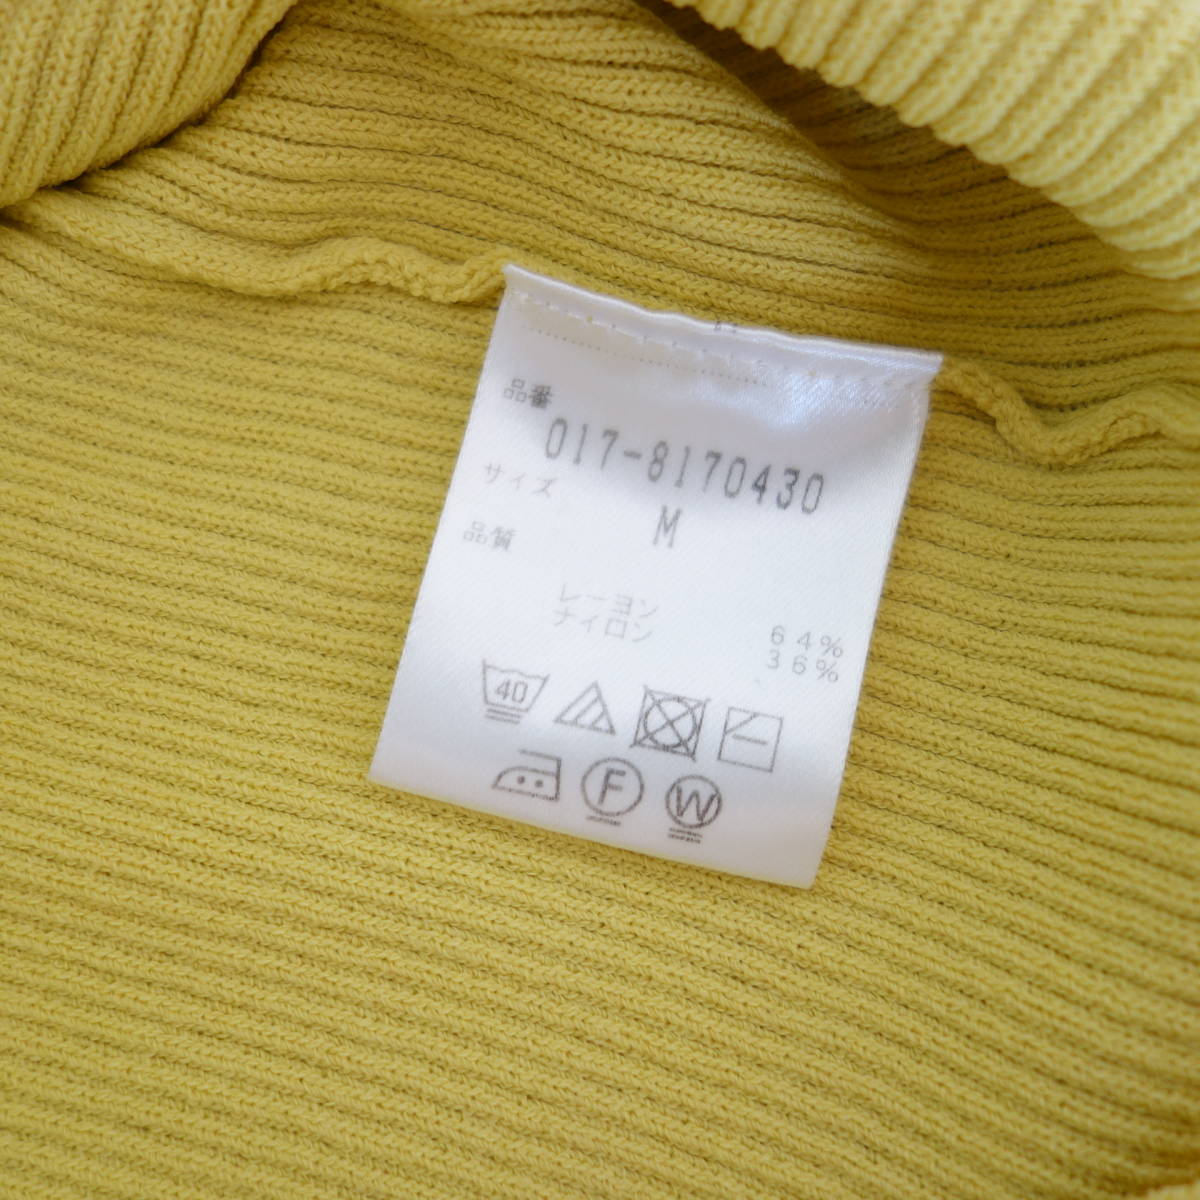 品番
017-8170430
サイズ M
品質
レーヨン 64%
ナイロン 36%
40
F W